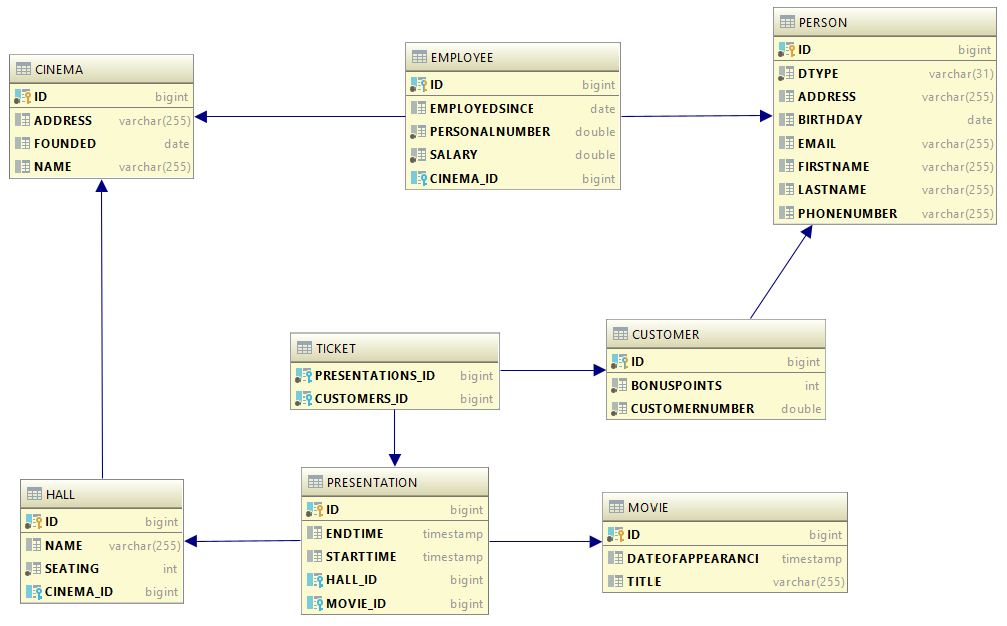 CINEMA
ID bigint
ADDRESS varchar(255)
FOUNDED date
NAME varchar(255)
EMPLOYEE
ID bigint
EMPLOYEDSINCE date
PERSONALNUMBER double
SALARY double
CINEMA_ID bigint
PERSON
ID bigint
DTYPE varchar(31)
ADDRESS varchar(255)
BIRTHDAY date
EMAIL varchar(255)
FIRSTNAME varchar(255)
LASTNAME varchar(255)
PHONENUMBER varchar(255)
TICKET
PRESENTATIONS_ID bigint
CUSTOMERS_ID bigint
CUSTOMER
ID bigint
BONUSPOINTS int
CUSTOMERNUMBER double
HALL
ID bigint
NAME varchar(255)
SEATING int
CINEMA_ID bigint
PRESENTATION
ID bigint
ENDTIME timestamp
STARTTIME timestamp
HALL_ID bigint
MOVIE_ID bigint
MOVIE
ID bigint
DATEOFAPPEARANCI timestamp
TITLE varchar(255)